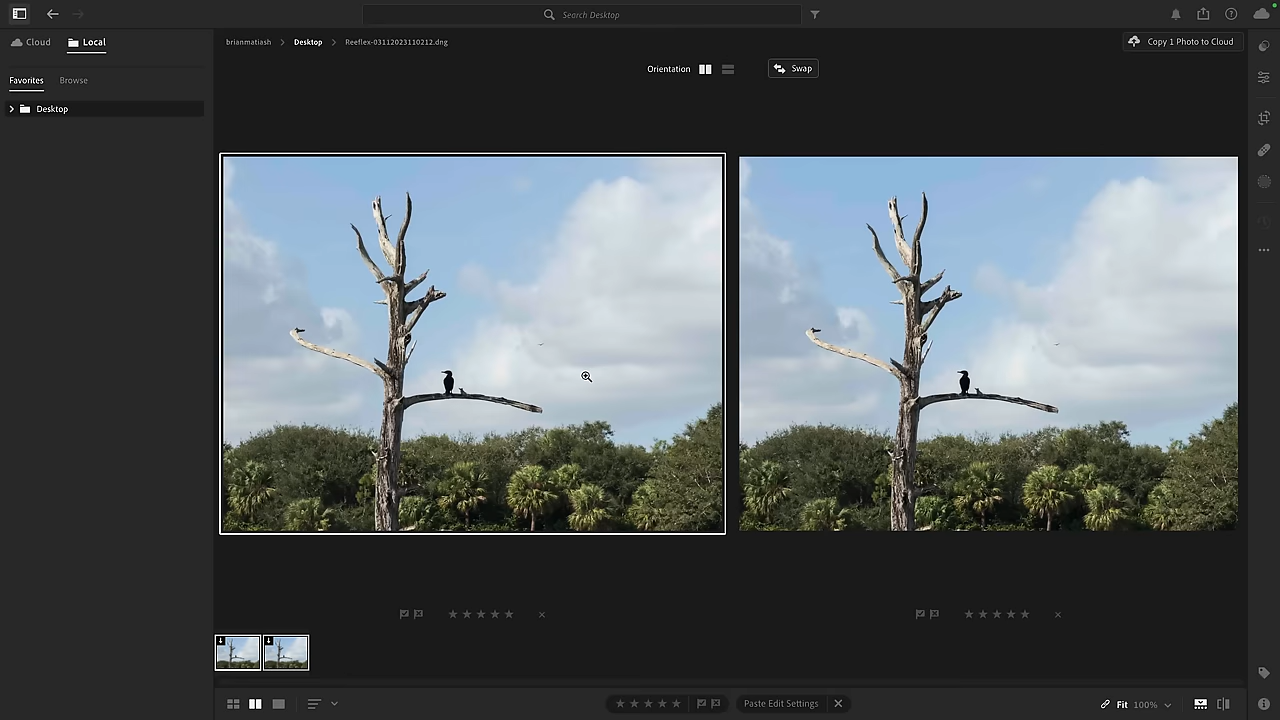 Search Desktop
Cloud
Local
brianmatiash
Desktop
Reeflex-03112023110212.dng
Copy 1 Photo to Cloud
Orientation
Swap
Favorites
Browse
Desktop
Paste Edit Settings
Fit
100%